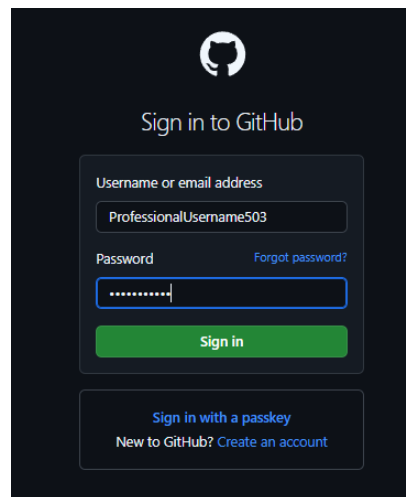 Sign in to GitHub
Username or email address
ProfessionalUsername503
Password Forgot password?
•••••••••••
Sign in
Sign in with a passkey
New to GitHub? Create an account